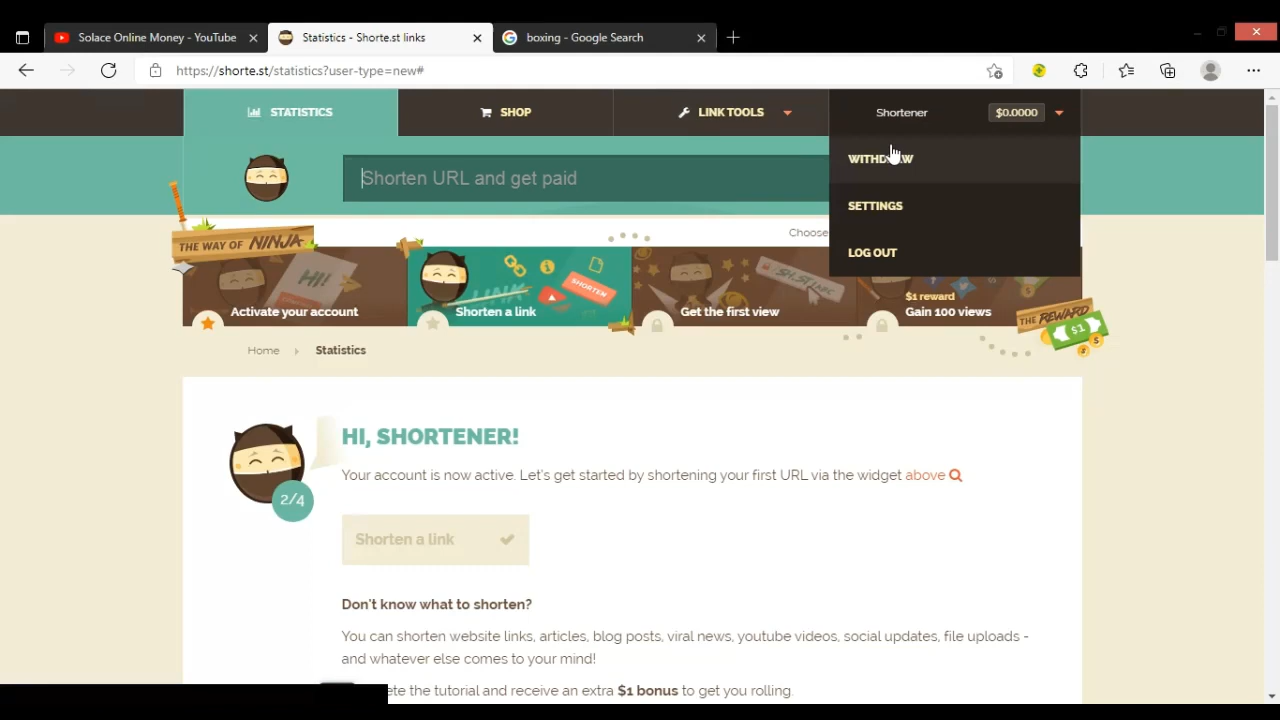 Solace Online Money - YouTube
Statistics - Shorte.st links
boxing - Google Search
https://shorte.st/statistics?user-type=new#
STATISTICS
SHOP
LINK TOOLS
Shortener
$0.0000
Shorten URL and get paid
WITHDRAW
SETTINGS
LOG OUT
Choose
THE WAY OF NINJA
HI!
Activate your account
LINK
SHORTEN
Shorten a link
SH.ST LINK
Get the first view
$1 reward
Gain 100 views
THE REWARD
$1
Home
Statistics
HI, SHORTENER!
Your account is now active. Let's get started by shortening your first URL via the widget above
2/4
Shorten a link
Don't know what to shorten?
You can shorten website links, articles, blog posts, viral news, youtube videos, social updates, file uploads -
and whatever else comes to your mind!
ete the tutorial and receive an extra $1 bonus to get you rolling.